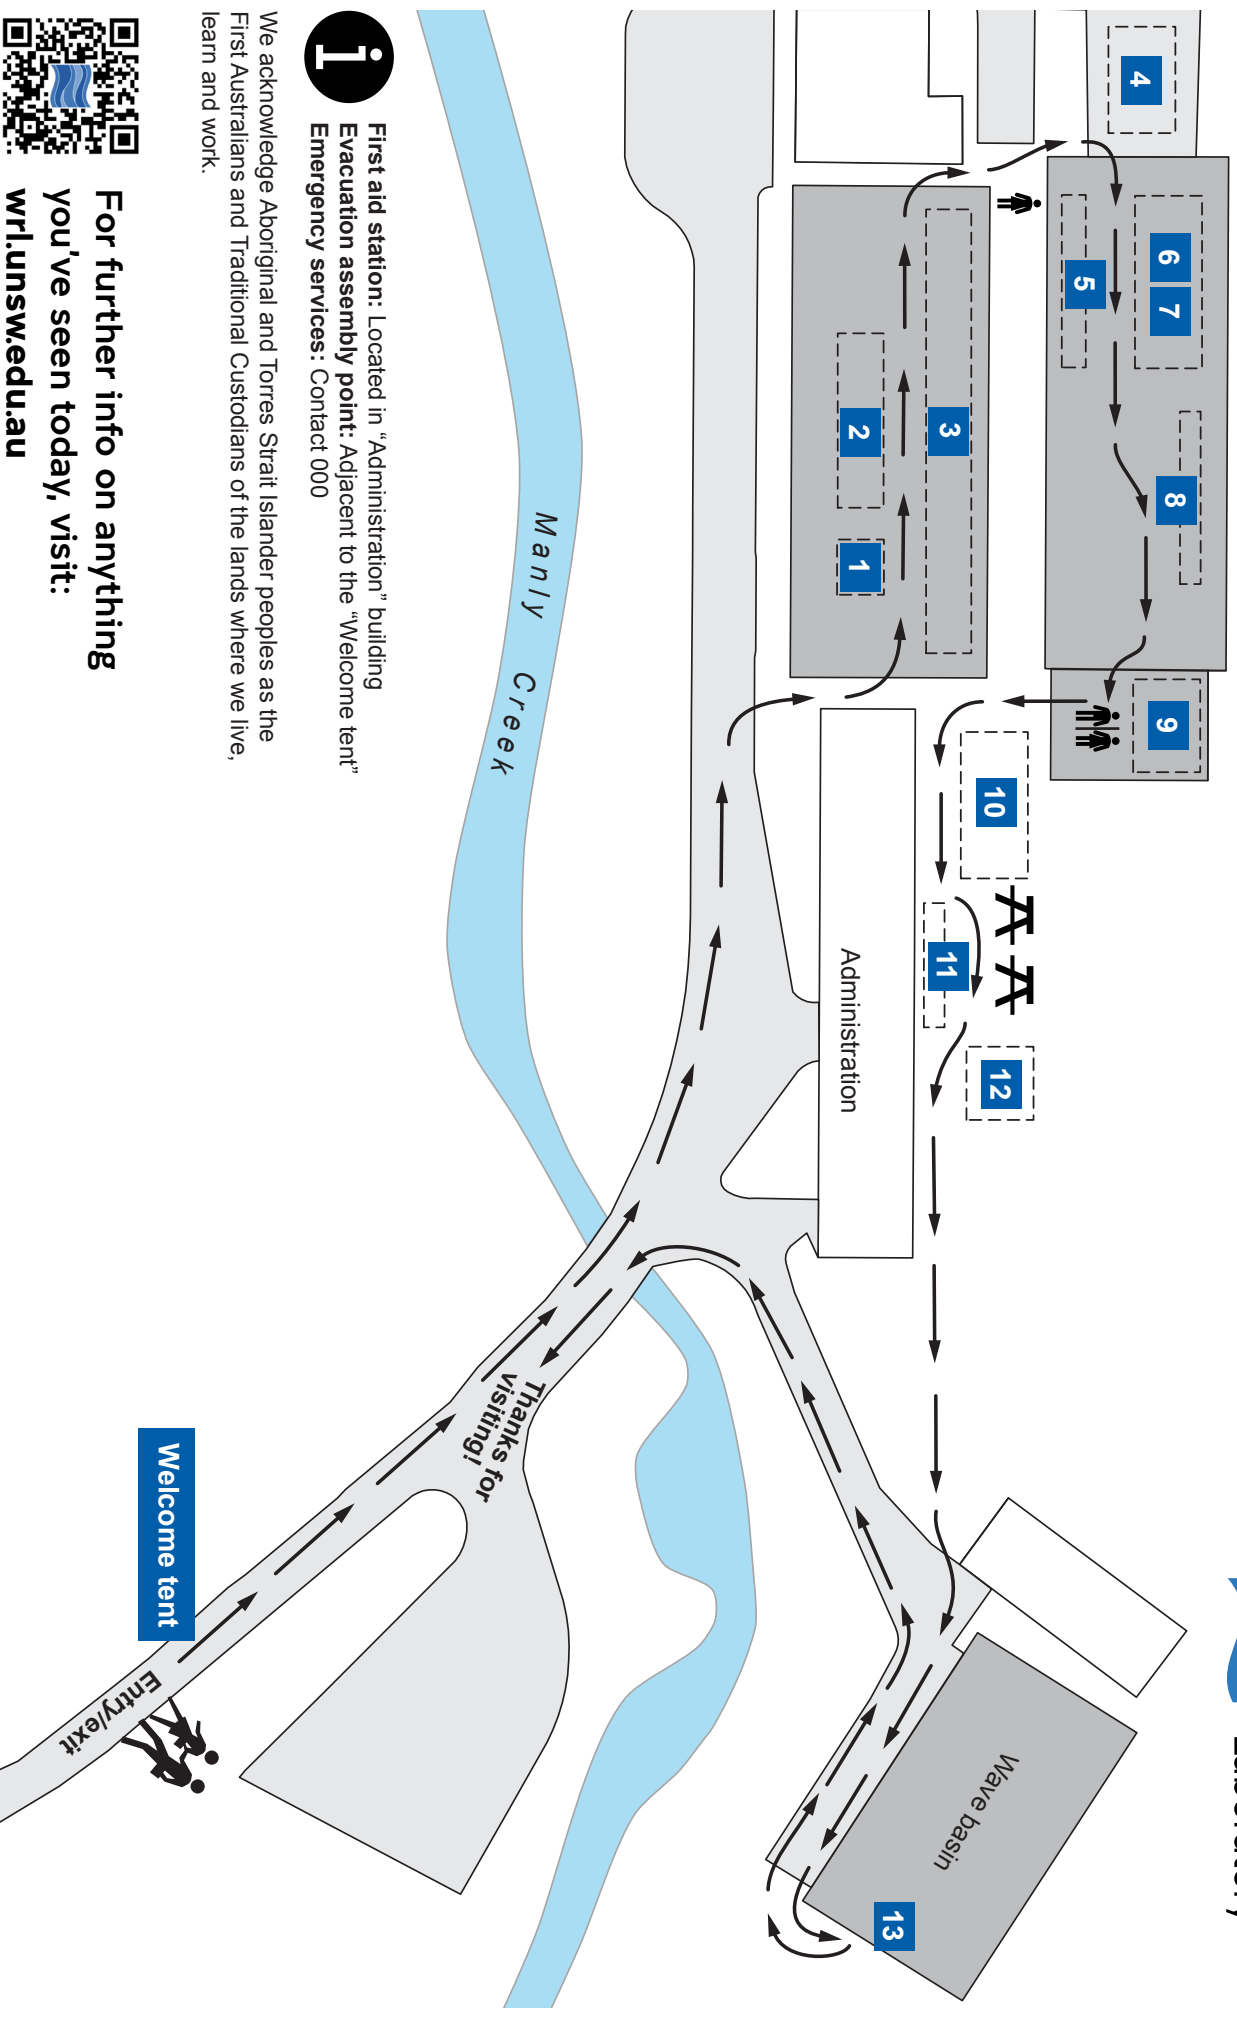 4
6
7
5
8
3
2
1
9
10
11
12
Administration
Manly Creek
Wave basin
13
Thanks for
visiting!
Welcome tent
Entry/exit
First aid station: Located in “Administration” building
Evacuation assembly point: Adjacent to the “Welcome tent”
Emergency services: Contact 000
We acknowledge Aboriginal and Torres Strait Islander peoples as the
First Australians and Traditional Custodians of the lands where we live,
learn and work.
For further info on anything
you've seen today, visit:
wrl.unsw.edu.au